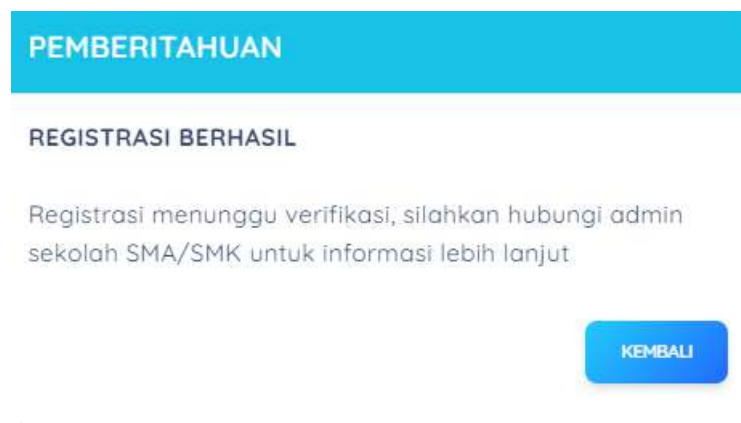 PEMBERITAHUAN
REGISTRASI BERHASIL
Registrasi menunggu verifikasi, silahkan hubungi admin
sekolah SMA/SMK untuk informasi lebih lanjut
KEMBALI